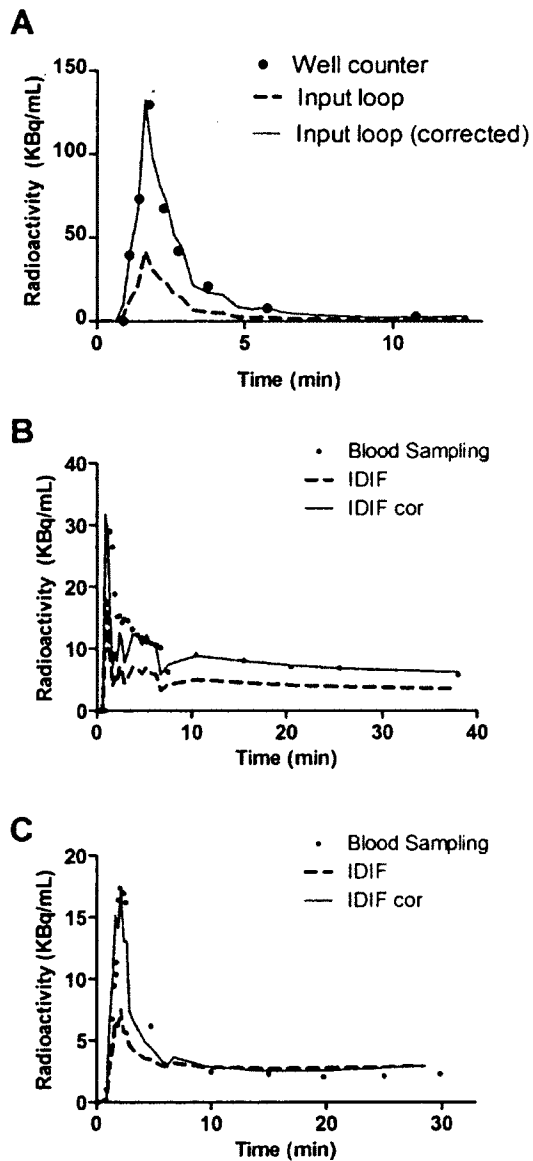 A
Radioactivity (KBq/mL)
150
100
50
0
0
5
10
Time (min)
Well counter
Input loop
Input loop (corrected)
B
Radioactivity (KBq/mL)
40
30
20
10
0
0
10
20
30
40
Time (min)
Blood Sampling
IDIF
IDIF cor
C
Radioactivity (KBq/mL)
20
15
10
5
0
0
10
20
30
Time (min)
Blood Sampling
IDIF
IDIF cor